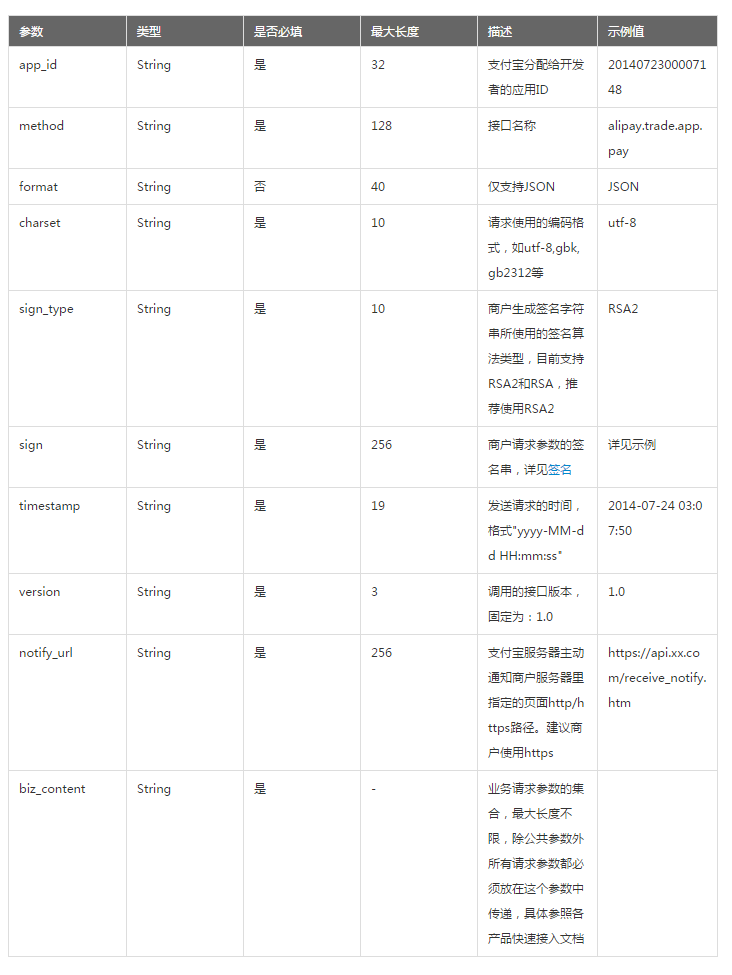 参数 类型 是否必填 最大长度 描述 示例值
app_id String 是 32 支付宝分配给开发 20140723000071
者的应用ID 48
method String 是 128 接口名称 alipay.trade.app.
pay
format String 否 40 仅支持JSON JSON
charset String 是 10 请求使用的编码格 utf-8
式，如utf-8,gbk,
gb2312等
sign_type String 是 10 商户生成签名字符 RSA2
串所使用的签名算
法类型，目前支持
RSA2和RSA，推
荐使用RSA2
sign String 是 256 商户请求参数的签 详见示例
名串，详见签名
timestamp String 是 19 发送请求的时间， 2014-07-24 03:0
格式"yyyy-MM-d 7:50
d HH:mm:ss"
version String 是 3 调用的接口版本， 1.0
固定为：1.0
notify_url String 是 256 支付宝服务器主动 https://api.xx.co
通知商户服务器里 m/receive_notify.
指定的页面http/h htm
ttps路径。建议商
户使用https
biz_content String 是 - 业务请求参数的集
合，最大长度不
限，除公共参数外
所有请求参数都必
须放在这个参数中
传递，具体参照各
产品快速接入文档